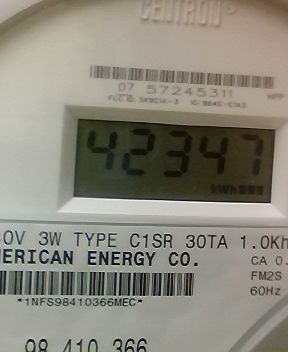 CENTRON
07 57245311
42347
kWh
0V 3W TYPE C1SR 30TA 1.0Kh
MERICAN ENERGY CO.
CA 0.
FM2S
60Hz
*1NFS98410366MEC*
98 410 366